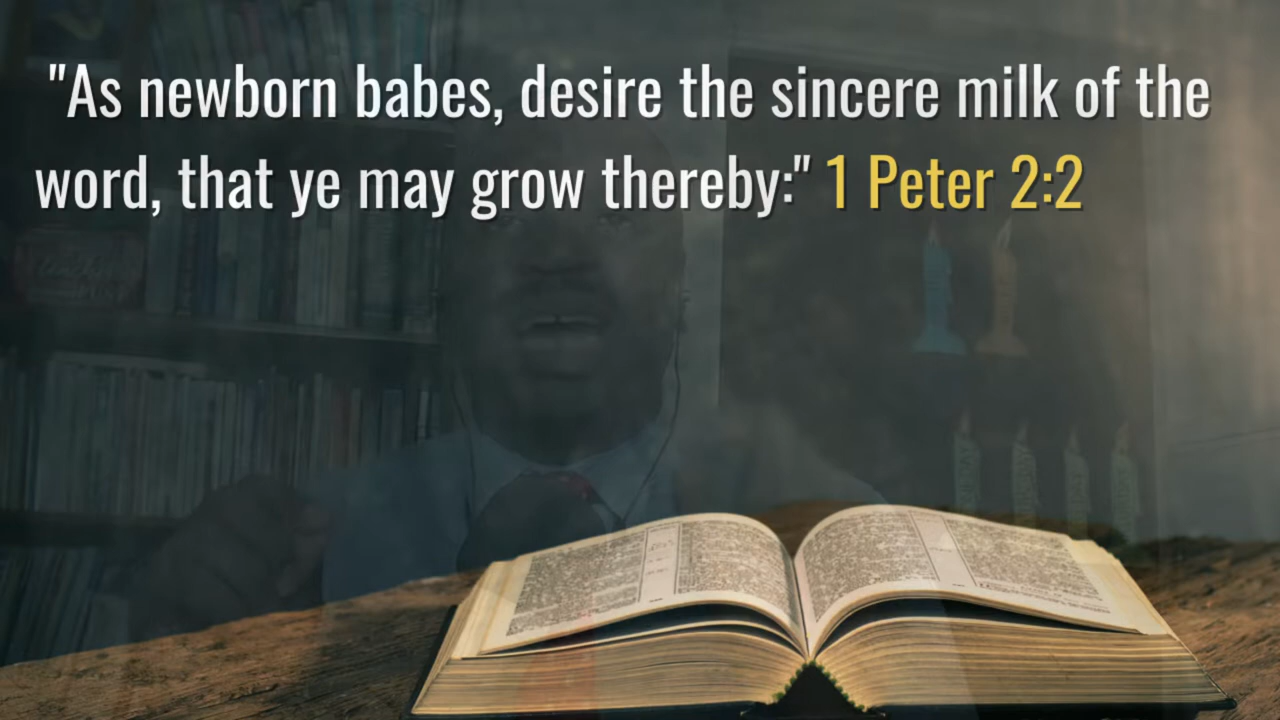 "As newborn babes, desire the sincere milk of the
word, that ye may grow thereby:" 1 Peter 2:2